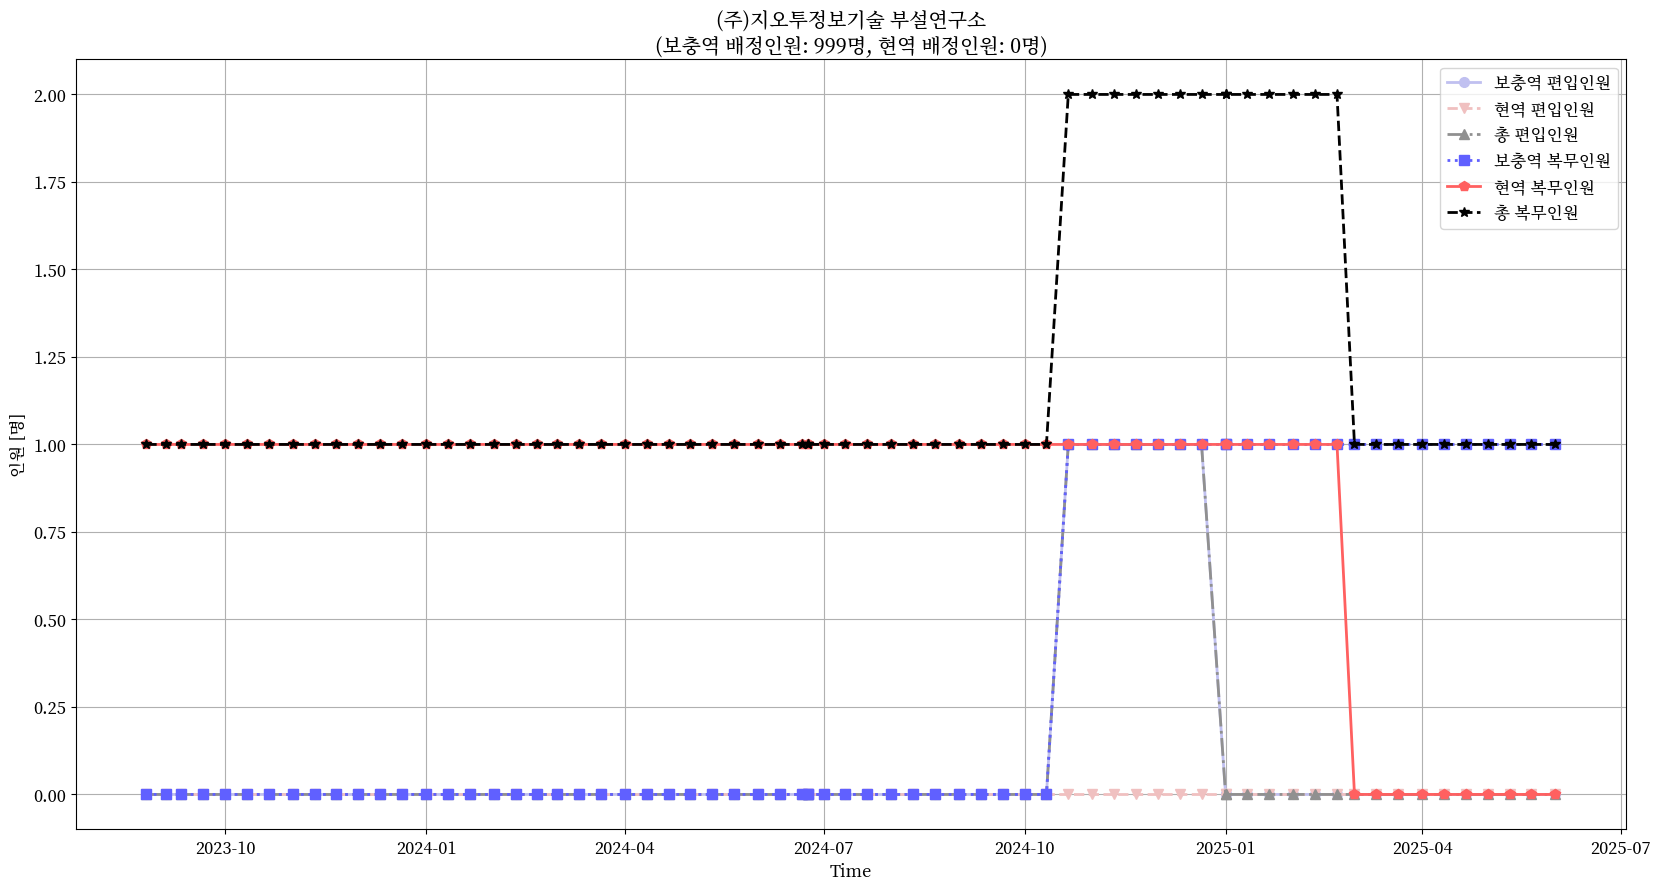 (주)지오투정보기술 부설연구소
(보충역 배정인원: 999명, 현역 배정인원: 0명)
보충역 편입인원
현역 편입인원
총 편입인원
보충역 복무인원
현역 복무인원
총 복무인원
인원 [명]
2.00
1.75
1.50
1.25
1.00
0.75
0.50
0.25
0.00
2023-10 2024-01 2024-04 2024-07 2024-10 2025-01 2025-04 2025-07
Time